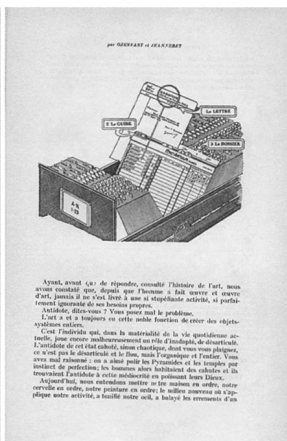 par OZENFANT et JEANNERET
1 La LETTRE
2 Le GUIDE
3 Le DOSSIER
A-B
1-25
Ayant, avant de répondre, consulté l'histoire de l'art, nous
avons constaté que, depuis que l'homme a fait œuvre et œuvre
d'art, jamais il ne s'est livré à une si stupéfiante activité, si parfai-
tement ignorante de ses besoins propres.
Antidote, dites-vous ? Vous posez mal le problème.
L'art a et a toujours eu cette noble fonction de créer des objets-
systèmes entiers.
C'est l'individu qui, dans la matérialité de la vie quotidienne ac-
tuelle, joue encore malheureusement un rôle d'inadapté, de désarticulé.
L'antidote de cet état cahoté, sinon chaotique, dont vous vous plaignez,
ce n'est pas le désarticulé et le flou, mais l'organique et l'entier. Vous
avez mal raisonné : on a ainsi poli les Pyramides et les temples par
instinct de perfection; les hommes alors habitaient des cahutes et ils
trouvaient l'antidote à cette médiocrité en polissant leurs Dieux.
Aujourd'hui, nous entendons mettre notre maison en ordre, notre
cervelle en ordre, notre peinture en ordre; le milieu nouveau où s'ap-
plique notre activité, a tonifié notre œil, a balayé les errements d'un